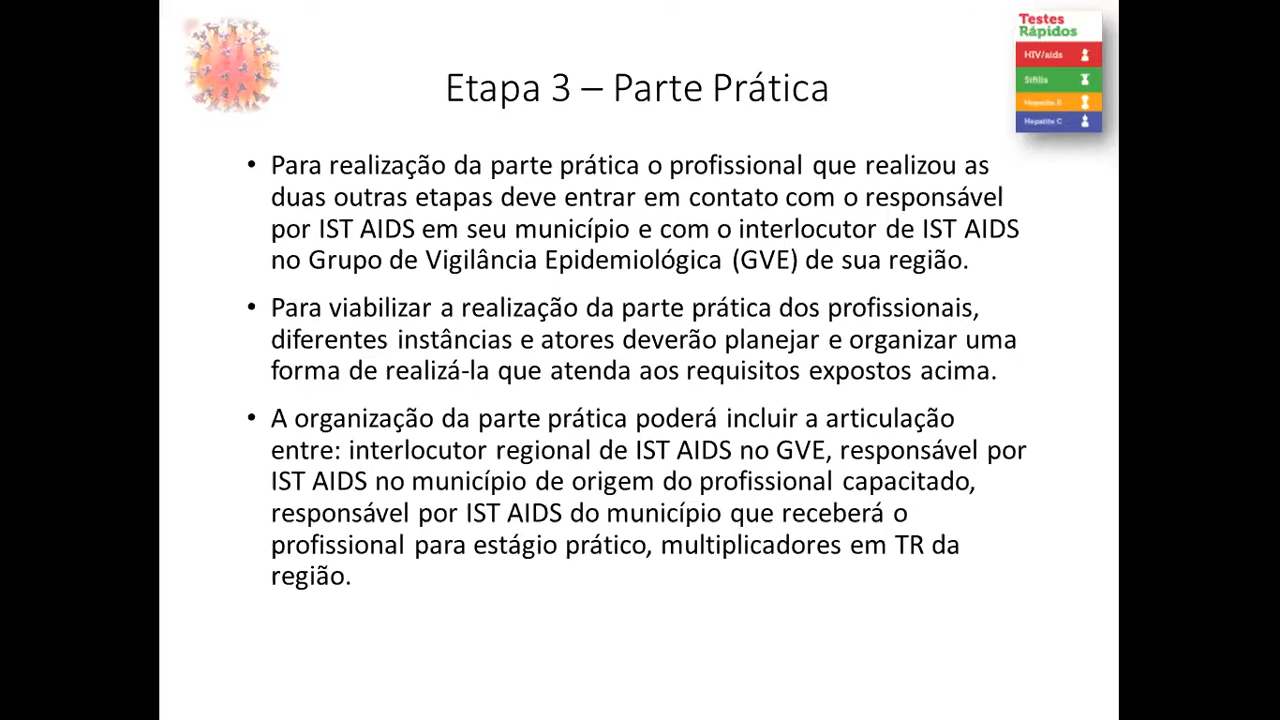 Testes
Rápidos
HIV/aids
Sífilis
Hepatite B
Hepatite C
Etapa 3 – Parte Prática
• Para realização da parte prática o profissional que realizou as
duas outras etapas deve entrar em contato com o responsável
por IST AIDS em seu município e com o interlocutor de IST AIDS
no Grupo de Vigilância Epidemiológica (GVE) de sua região.
• Para viabilizar a realização da parte prática dos profissionais,
diferentes instâncias e atores deverão planejar e organizar uma
forma de realizá-la que atenda aos requisitos expostos acima.
• A organização da parte prática poderá incluir a articulação
entre: interlocutor regional de IST AIDS no GVE, responsável por
IST AIDS no município de origem do profissional capacitado,
responsável por IST AIDS do município que receberá o
profissional para estágio prático, multiplicadores em TR da
região.